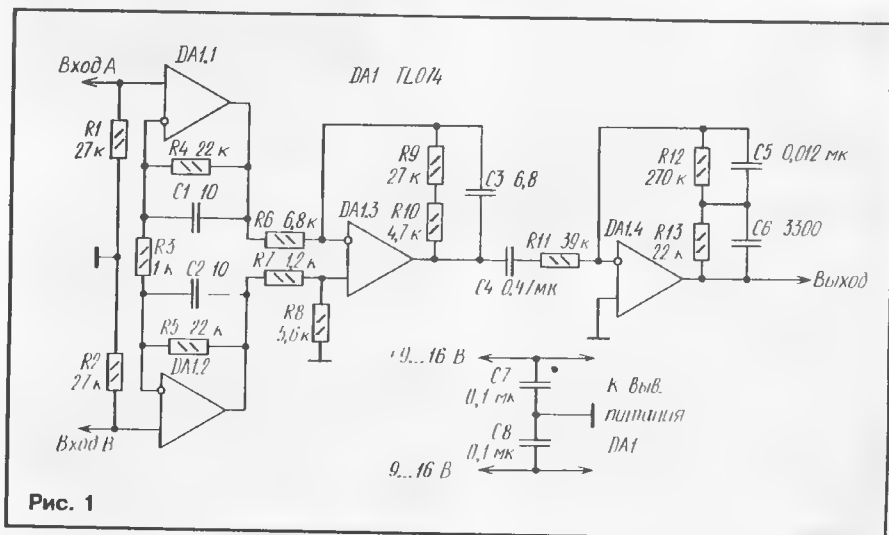 Вход А
DA1.1
DA1 TL074
R1
27 к
R4 22 к
C1 10
R3
1 к
C2 10
R5 22 к
DA1.2
R2
27 к
Вход В
R6 6,8 к
R7 1,2 к
R8
5,6 к
R9
27 к
R10
4,7 к
C3 6,8
DA1.3
C4 0,47 мк
R11 39 к
R12
270 к
C5 0,012 мк
DA1.4
R13
22 к
C6 3300
Выход
+9...16 В
C7
0,1 мк
C8
0,1 мк
9...16 В
К выв.
питания
DA1
Рис. 1